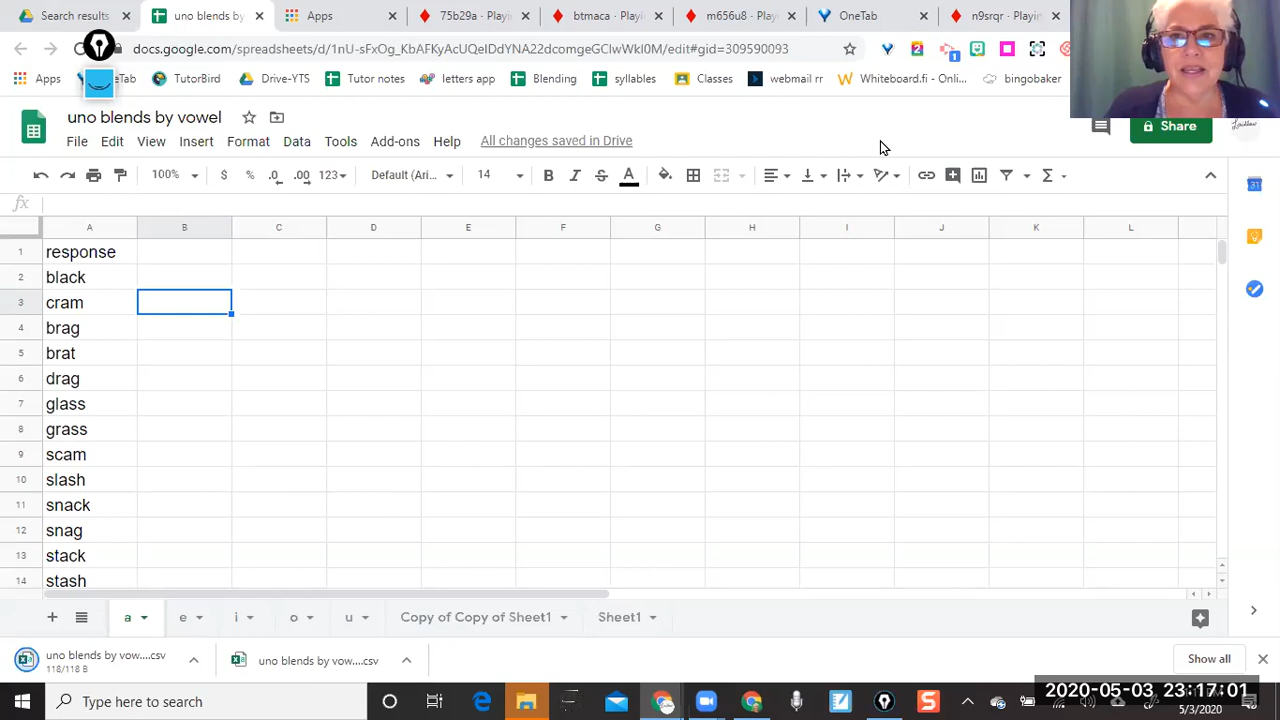 Search results
uno blends by
Apps
75b29a - Playin
btmaca - Playin
m656u8 - Playin
OneTab
n9srqr - Playin
docs.google.com/spreadsheets/d/1nU-sFxOg_KbAFKyAcUQeIDdYNA22dcomgeGClwWkl0M/edit#gid=309590093
Apps
Tab
TutorBird
Drive-YTS
Tutor notes
letters app
Blending
syllables
Classes
webmail rr
Whiteboard.fi - Onl...
bingobaker
uno blends by vowel
Share
File Edit View Insert Format Data Tools Add-ons Help All changes saved in Drive
100% $ % .0 .00 123 Default (Ari... 14
fx
A B C D E F G H I J K L
1 response
2 black
3 cram
4 brag
5 brat
6 drag
7 glass
8 grass
9 scam
10 slash
11 snack
12 snag
13 stack
14 stash
a e i o u Copy of Copy of Sheet1 Sheet1
uno blends by vow....csv
118/118 B
uno blends by vow....csv
Show all
Type here to search
2020-05-03 23:17:01
5/3/2020